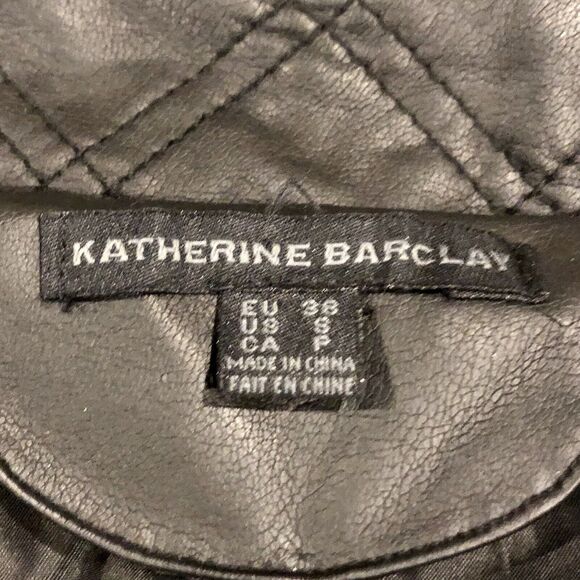 KATHERINE BARCLAY
EU 38
US S
CA P
MADE IN CHINA
FAIT EN CHINE